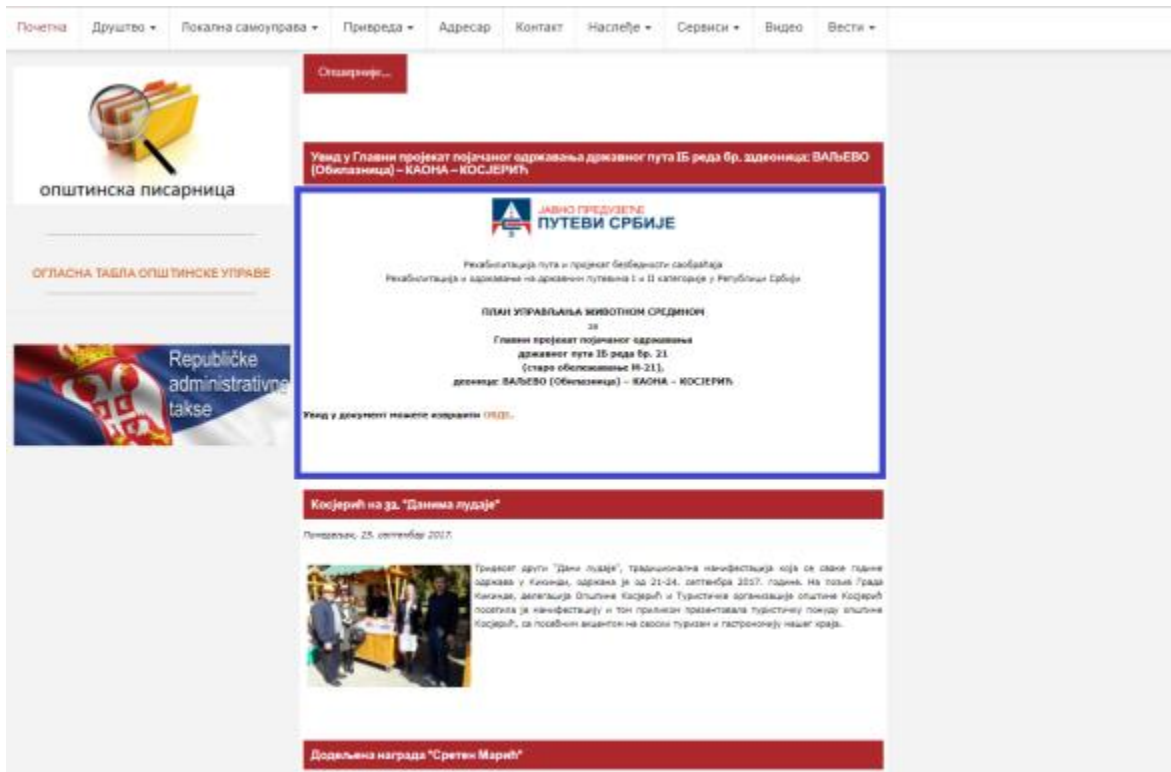 Почетна Друштво Локална самоуправа Привреда Адресар Контакт Наслеђе Сервиси Видео Вести
општинска писарница
ОГЛАСНА ТАБЛА ОПШТИНСКЕ УПРАВЕ
Republičke
administrativne
takse
Опширније...
Увид у Главни пројекат појачаног одржавања државног пута IБ реда бр. 21деоница: ВАЉЕВО
(Обилазница) – КАОНА – КОСЈЕРИЋ
ЈАВНО ПРЕДУЗЕЋЕ
ПУТЕВИ СРБИЈЕ
Рехабилитација пута и пројекат безбедности саобраћаја
Рехабилитација и одржавање на државним путевима I и II категорије у Републици Србији
ПЛАН УПРАВЉАЊА ЖИВОТНОМ СРЕДИНОМ
за
Главни пројекат појачаног одржавања
државног пута IБ реда бр. 21
(старо обележавање М-21),
деоница: ВАЉЕВО (Обилазница) – КАОНА – КОСЈЕРИЋ
Увид у документ можете извршити ОВДЕ.
Косјерић на 32. "Данима лудаје"
Понедељак, 25. септембар 2017.
Тридесет други "Дани лудаје", традиционална манифестација која се сваке године
одржава у Кикинди, одржана је од 21-24. септембра 2017. године. На позив Града
Кикинде, делегација Општине Косјерић и Туристичке организације општине Косјерић
посетила је манифестацију и том приликом презентовала туристичку понуду општине
Косјерић, са посебним акцентом на сеоски туризам и гастрономију нашег краја.
Додељена награда "Сретен Марић"